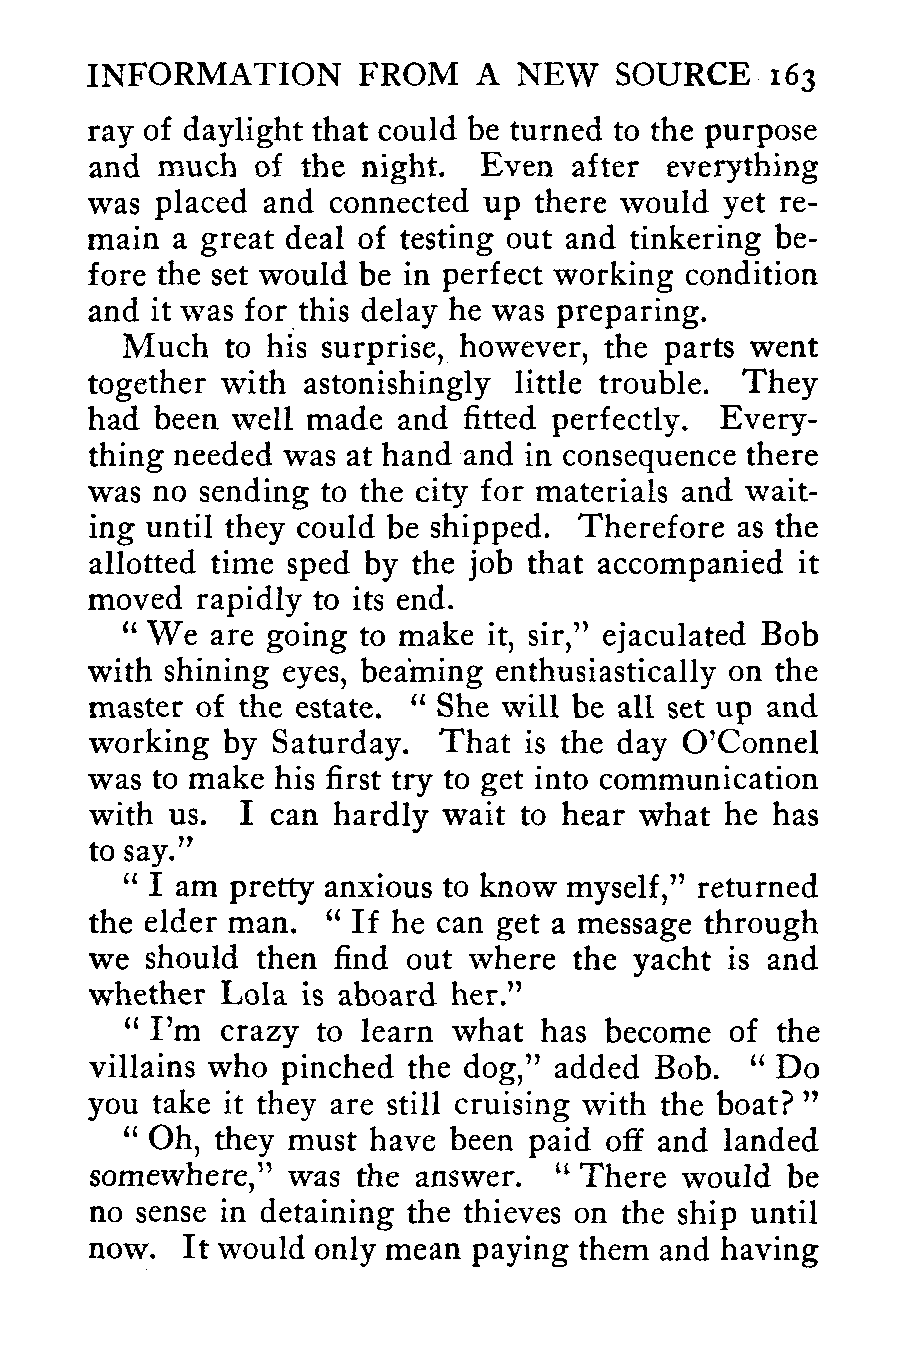 INFORMATION FROM A NEW SOURCE 163
ray of daylight that could be turned to the purpose
and much of the night. Even after everything
was placed and connected up there would yet re-
main a great deal of testing out and tinkering be-
fore the set would be in perfect working condition
and it was for this delay he was preparing.
Much to his surprise, however, the parts went
together with astonishingly little trouble. They
had been well made and fitted perfectly. Every-
thing needed was at hand and in consequence there
was no sending to the city for materials and wait-
ing until they could be shipped. Therefore as the
allotted time sped by the job that accompanied it
moved rapidly to its end.
“ We are going to make it, sir,” ejaculated Bob
with shining eyes, beaming enthusiastically on the
master of the estate. “ She will be all set up and
working by Saturday. That is the day O’Connel
was to make his first try to get into communication
with us. I can hardly wait to hear what he has
to say.”
“ I am pretty anxious to know myself,” returned
the elder man. “ If he can get a message through
we should then find out where the yacht is and
whether Lola is aboard her.”
“ I’m crazy to learn what has become of the
villains who pinched the dog,” added Bob. “ Do
you take it they are still cruising with the boat? ”
“ Oh, they must have been paid off and landed
somewhere,” was the answer. “ There would be
no sense in detaining the thieves on the ship until
now. It would only mean paying them and having